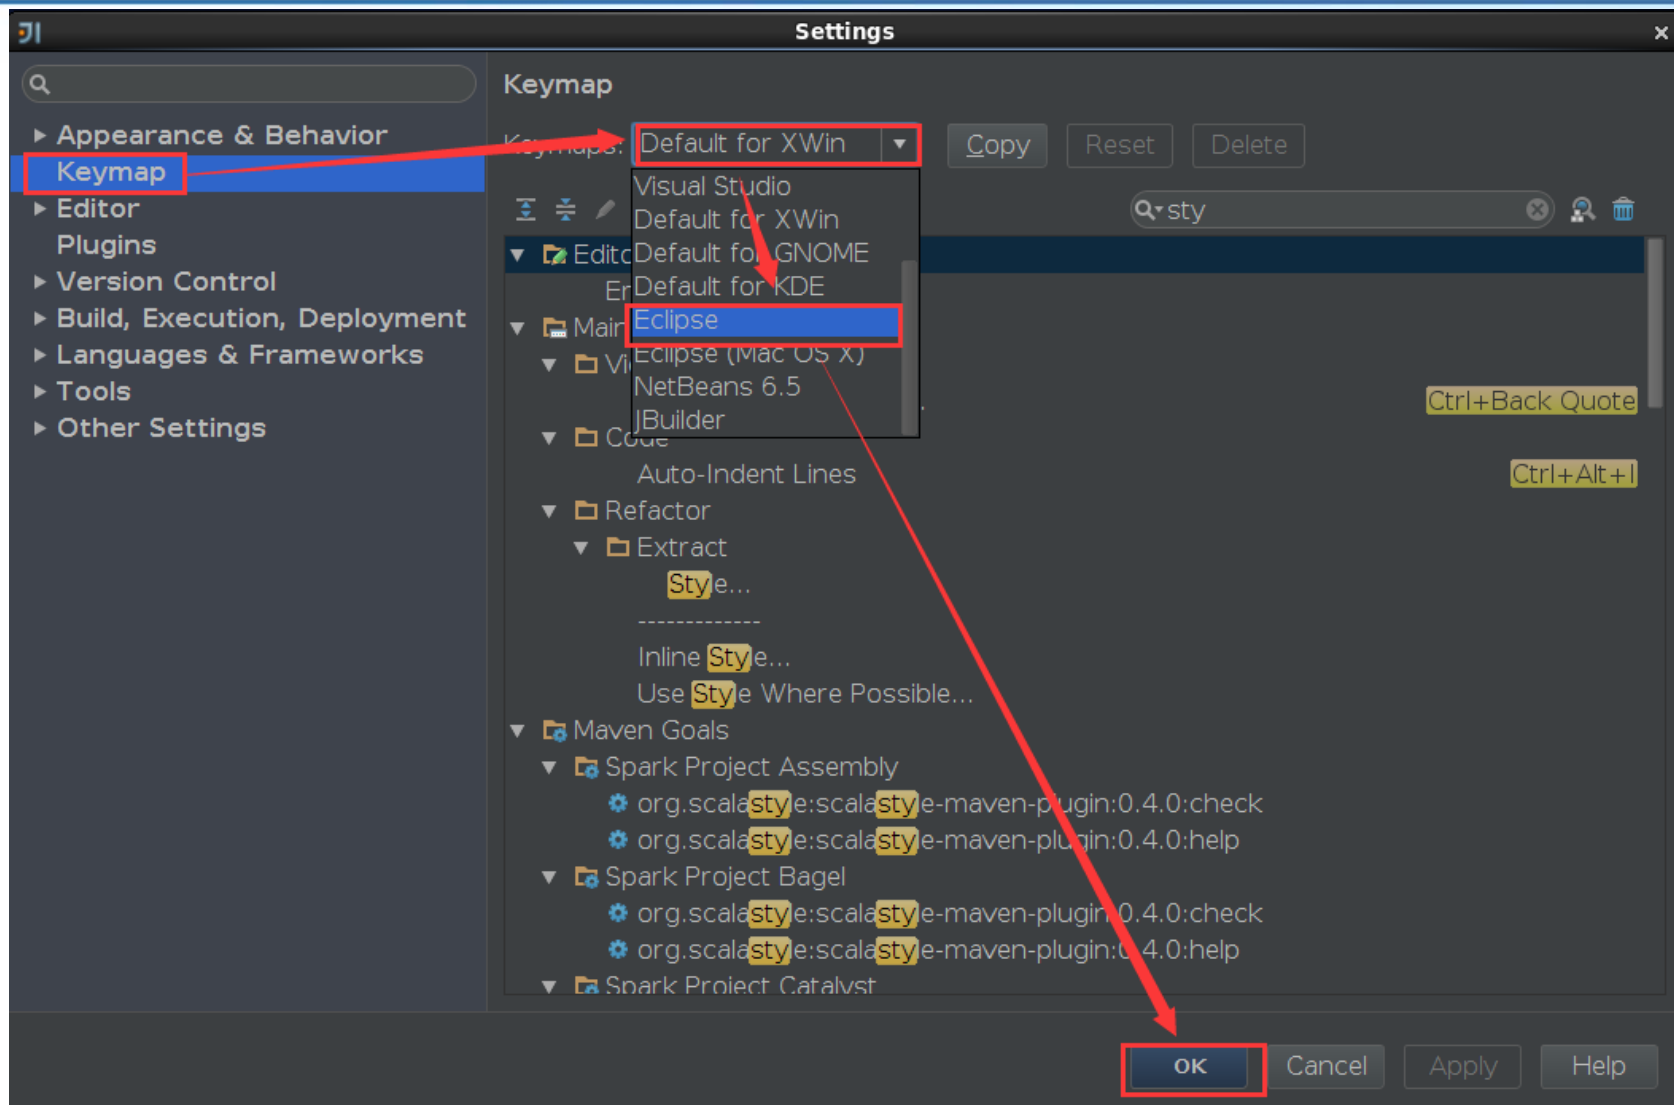 Settings
Keymap
Appearance & Behavior
Keymap
Editor
Plugins
Version Control
Build, Execution, Deployment
Languages & Frameworks
Tools
Other Settings
Keymaps: Default for XWin Copy Reset Delete
Visual Studio
Default for XWin
Default for GNOME
Default for KDE
Eclipse
Eclipse (Mac OS X)
NetBeans 6.5
JBuilder
sty
Ctrl+Back Quote
Code
Auto-Indent Lines Ctrl+Alt+I
Refactor
Extract
Style...
-------------
Inline Style...
Use Style Where Possible...
Maven Goals
Spark Project Assembly
org.scalastyle:scalastyle-maven-plugin:0.4.0:check
org.scalastyle:scalastyle-maven-plugin:0.4.0:help
Spark Project Bagel
org.scalastyle:scalastyle-maven-plugin:0.4.0:check
org.scalastyle:scalastyle-maven-plugin:0.4.0:help
Spark Project Catalyst
OK Cancel Apply Help